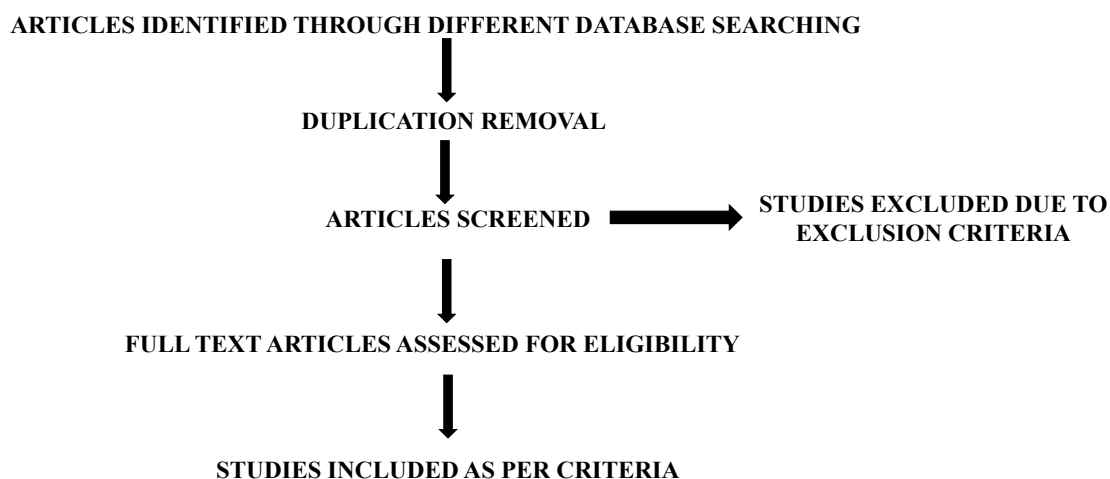 ARTICLES IDENTIFIED THROUGH DIFFERENT DATABASE SEARCHING
DUPLICATION REMOVAL
ARTICLES SCREENED
STUDIES EXCLUDED DUE TO
EXCLUSION CRITERIA
FULL TEXT ARTICLES ASSESSED FOR ELIGIBILITY
STUDIES INCLUDED AS PER CRITERIA